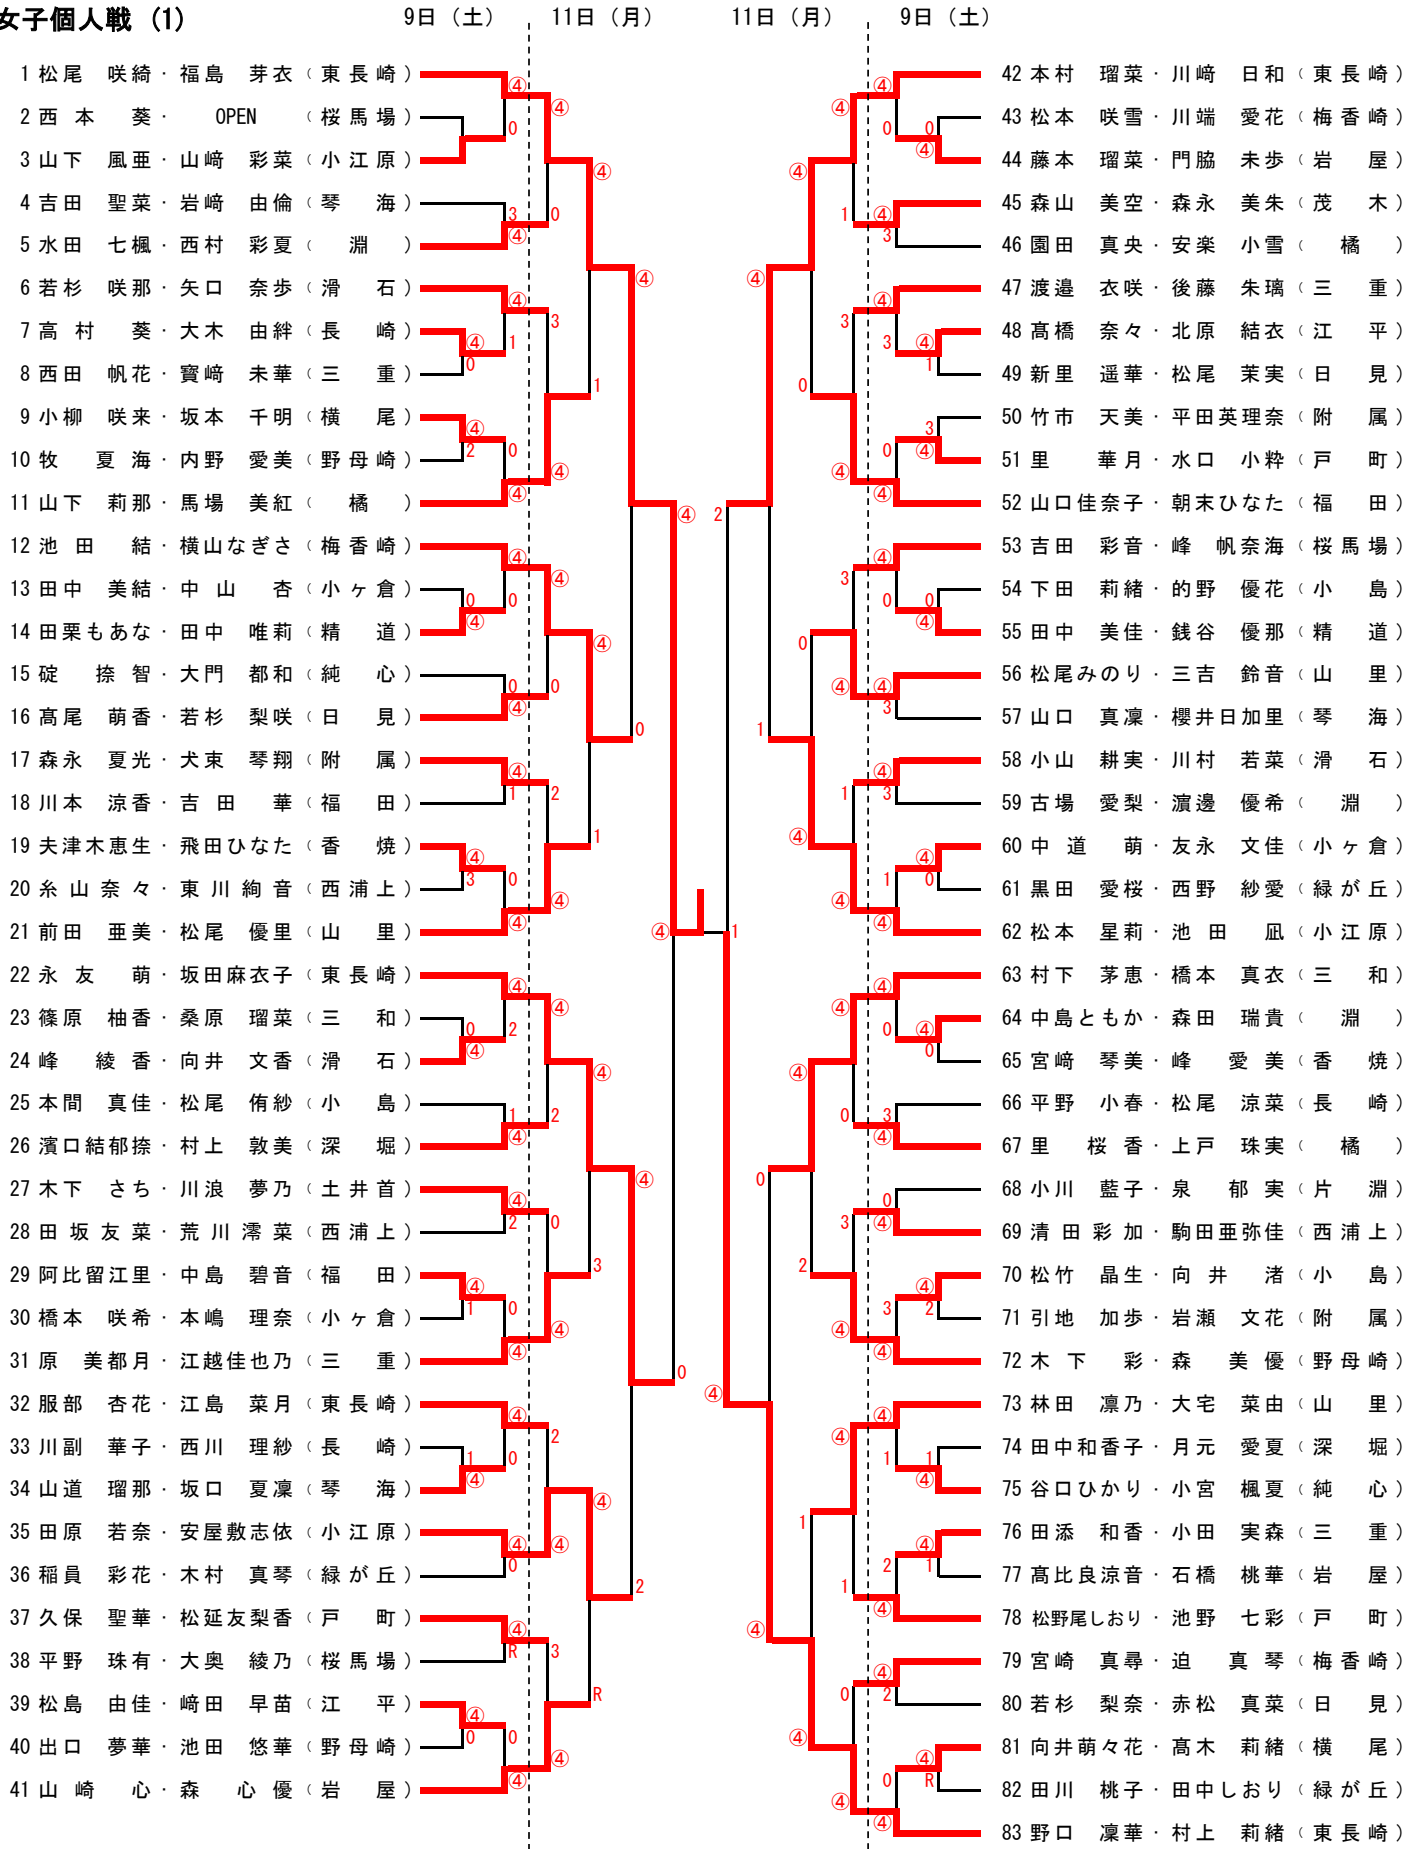 女子個人戦 (1)
9日（土） 11日（月） 11日（月） 9日（土）
1 松尾 咲綺・福島 芽衣（東長崎）
2 西本 葵・ OPEN （桜馬場）
3 山下 風亜・山﨑 彩菜（小江原）
4 吉田 聖菜・岩﨑 由倫（琴海）
5 水田 七楓・西村 彩夏（淵）
6 若杉 咲那・矢口 奈歩（滑石）
7 高村 葵・大木 由絆（長崎）
8 西田 帆花・寳﨑 未華（三重）
9 小柳 咲来・坂本 千明（横尾）
10 牧 夏海・内野 愛美（野母崎）
11 山下 莉那・馬場 美紅（橘）
12 池田 結・横山なぎさ（梅香崎）
13 田中 美結・中山 杏（小ヶ倉）
14 田栗もあな・田中 唯莉（精道）
15 碇 捺智・大門 都和（純心）
16 髙尾 萌香・若杉 梨咲（日見）
17 森永 夏光・犬束 琴翔（附属）
18 川本 涼香・吉田 華（福田）
19 夫津木恵生・飛田ひなた（香焼）
20 糸山奈々・東川絢音（西浦上）
21 前田 亜美・松尾 優里（山里）
22 永友 萌・坂田麻衣子（東長崎）
23 篠原 柚香・桑原 瑠菜（三和）
24 峰 綾香・向井 文香（滑石）
25 本間 真佳・松尾 侑紗（小島）
26 濱口結郁捺・村上 敦美（深堀）
27 木下 さち・川浪 夢乃（土井首）
28 田坂友菜・荒川澪菜（西浦上）
29 阿比留江里・中島 碧音（福田）
30 橋本 咲希・本嶋 理奈（小ヶ倉）
31 原 美都月・江越佳也乃（三重）
32 服部 杏花・江島 菜月（東長崎）
33 川副 華子・西川 理紗（長崎）
34 山道 瑠那・坂口 夏凜（琴海）
35 田原 若奈・安屋敷志依（小江原）
36 稲員 彩花・木村 真琴（緑が丘）
37 久保 聖華・松延友梨香（戸町）
38 平野 珠有・大奥 綾乃（桜馬場）
39 松島 由佳・﨑田 早苗（江平）
40 出口 夢華・池田 悠華（野母崎）
41 山崎 心・森 心優（岩屋）
42 本村 瑠菜・川﨑 日和（東長崎）
43 松本 咲雪・川端 愛花（梅香崎）
44 藤本 瑠菜・門脇 未歩（岩屋）
45 森山 美空・森永 美朱（茂木）
46 園田 真央・安楽 小雪（橘）
47 渡邉 衣咲・後藤 朱璃（三重）
48 髙橋 奈々・北原 結衣（江平）
49 新里 遥華・松尾 茉実（日見）
50 竹市 天美・平田英理奈（附属）
51 里 華月・水口 小粋（戸町）
52 山口佳奈子・朝末ひなた（福田）
53 吉田 彩音・峰 帆奈海（桜馬場）
54 下田 莉緒・的野 優花（小島）
55 田中 美佳・銭谷 優那（精道）
56 松尾みのり・三吉 鈴音（山里）
57 山口 真凜・櫻井日加里（琴海）
58 小山 耕実・川村 若菜（滑石）
59 古場 愛梨・濵邊 優希（淵）
60 中道 萌・友永 文佳（小ヶ倉）
61 黒田 愛桜・西野 紗愛（緑が丘）
62 松本 星莉・池田 凪（小江原）
63 村下 茅恵・橋本 真衣（三和）
64 中島ともか・森田 瑞貴（淵）
65 宮﨑 琴美・峰 愛美（香焼）
66 平野 小春・松尾 涼菜（長崎）
67 里 桜香・上戸 珠実（橘）
68 小川 藍子・泉 郁実（片淵）
69 清田彩加・駒田亜弥佳（西浦上）
70 松竹 晶生・向井 渚（小島）
71 引地 加歩・岩瀬 文花（附属）
72 木下 彩・森 美優（野母崎）
73 林田 凛乃・大宅 菜由（山里）
74 田中和香子・月元 愛夏（深堀）
75 谷口ひかり・小宮 楓夏（純心）
76 田添 和香・小田 実森（三重）
77 髙比良涼音・石橋 桃華（岩屋）
78 松野尾しおり・池野 七彩（戸町）
79 宮崎 真尋・迫 真琴（梅香崎）
80 若杉 梨奈・赤松 真菜（日見）
81 向井萌々花・髙木 莉緒（横尾）
82 田川 桃子・田中しおり（緑が丘）
83 野口 凜華・村上 莉緒（東長崎）